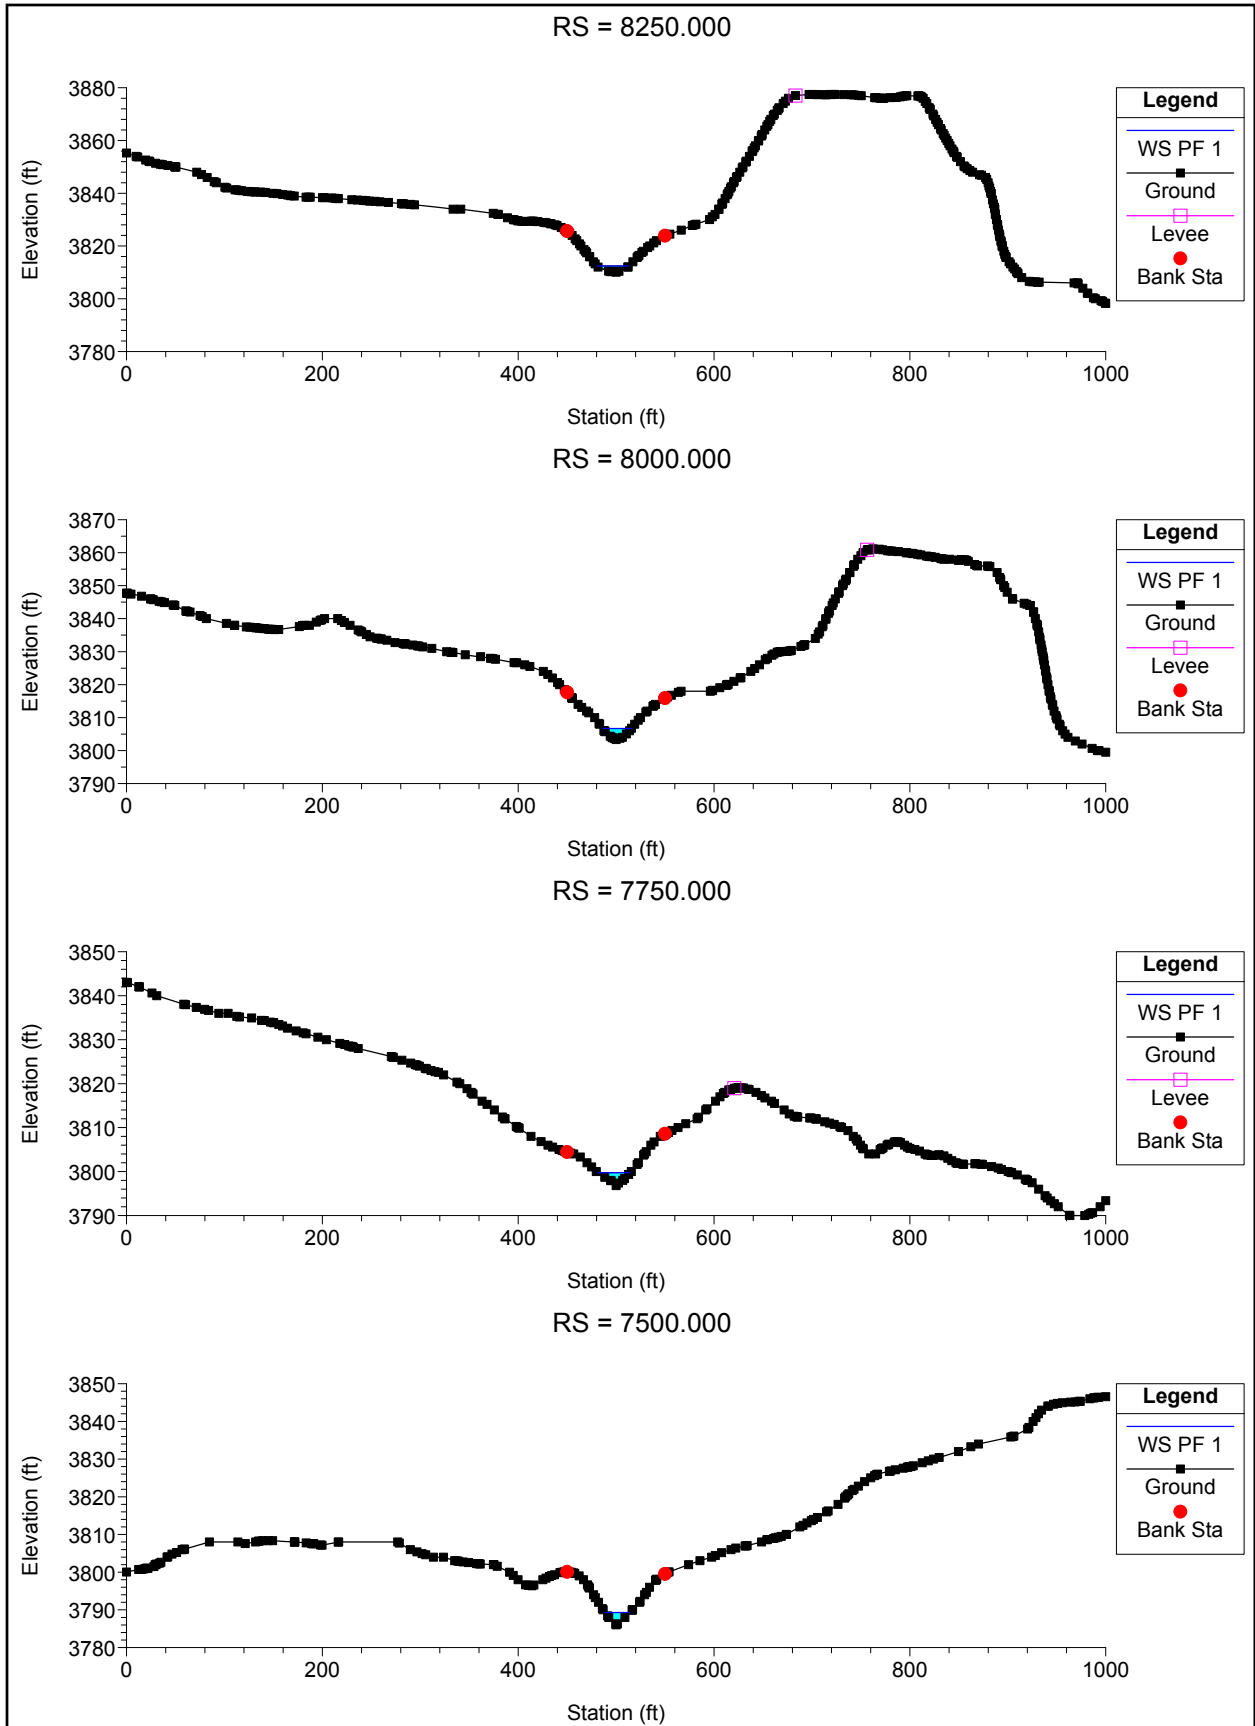 RS = 8250.000
3880
3860
3840
3820
3800
3780
Elevation (ft)
0 200 400 600 800 1000
Station (ft)
Legend
WS PF 1
Ground
Levee
Bank Sta
RS = 8000.000
3870
3860
3850
3840
3830
3820
3810
3800
3790
Elevation (ft)
0 200 400 600 800 1000
Station (ft)
Legend
WS PF 1
Ground
Levee
Bank Sta
RS = 7750.000
3850
3840
3830
3820
3810
3800
3790
Elevation (ft)
0 200 400 600 800 1000
Station (ft)
Legend
WS PF 1
Ground
Levee
Bank Sta
RS = 7500.000
3850
3840
3830
3820
3810
3800
3790
3780
Elevation (ft)
0 200 400 600 800 1000
Station (ft)
Legend
WS PF 1
Ground
Bank Sta